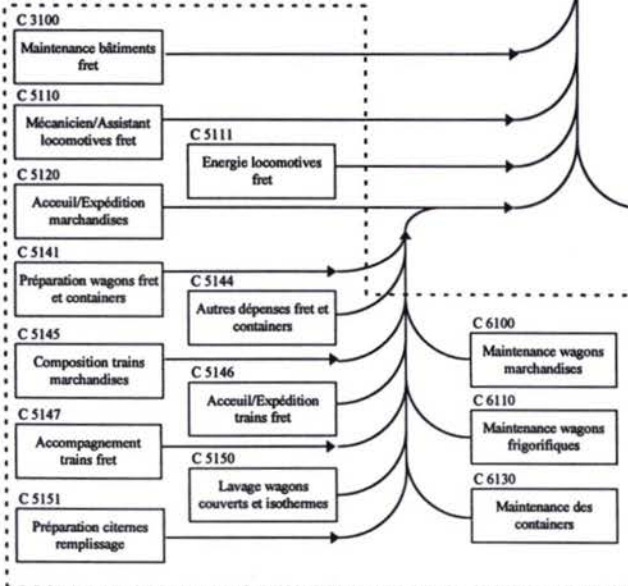 C 3100
Maintenance bâtiments
fret
C 5110
Mécanicien/Assistant
locomotives fret
C 5111
Energie locomotives
fret
C 5120
Acceuil/Expédition
marchandises
C 5141
Préparation wagons fret
et containers
C 5144
Autres dépenses fret et
containers
C 5145
Composition trains
marchandises
C 5146
Acceuil/Expédition
trains fret
C 5147
Accompagnement
trains fret
C 5150
Lavage wagons
couverts et isothermes
C 5151
Préparation citernes
remplissage
C 6100
Maintenance wagons
marchandises
C 6110
Maintenance wagons
frigorifiques
C 6130
Maintenance des
containers